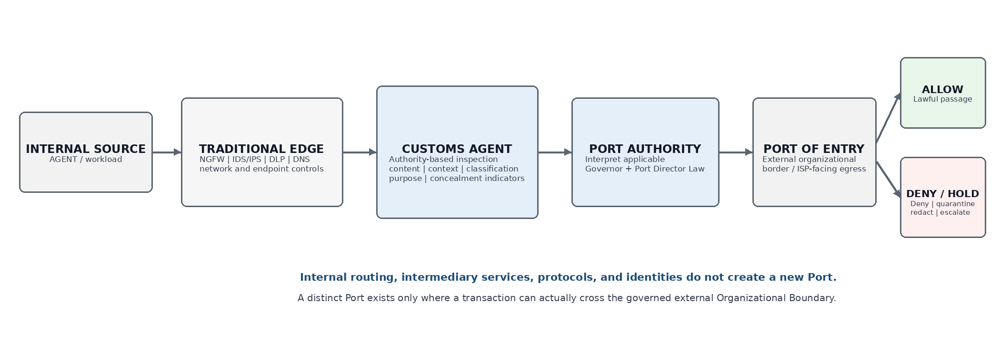 INTERNAL SOURCE
AGENT / workload
TRADITIONAL EDGE
NGFW | IDS/IPS | DLP | DNS
network and endpoint controls
CUSTOMS AGENT
Authority-based inspection
content | context | classification
purpose | concealment indicators
PORT AUTHORITY
Interpret applicable
Governor + Port Director Law
PORT OF ENTRY
External organizational
border / ISP-facing egress
ALLOW
Lawful passage
DENY / HOLD
Deny | quarantine
redact | escalate
Internal routing, intermediary services, protocols, and identities do not create a new Port.
A distinct Port exists only where a transaction can actually cross the governed external Organizational Boundary.